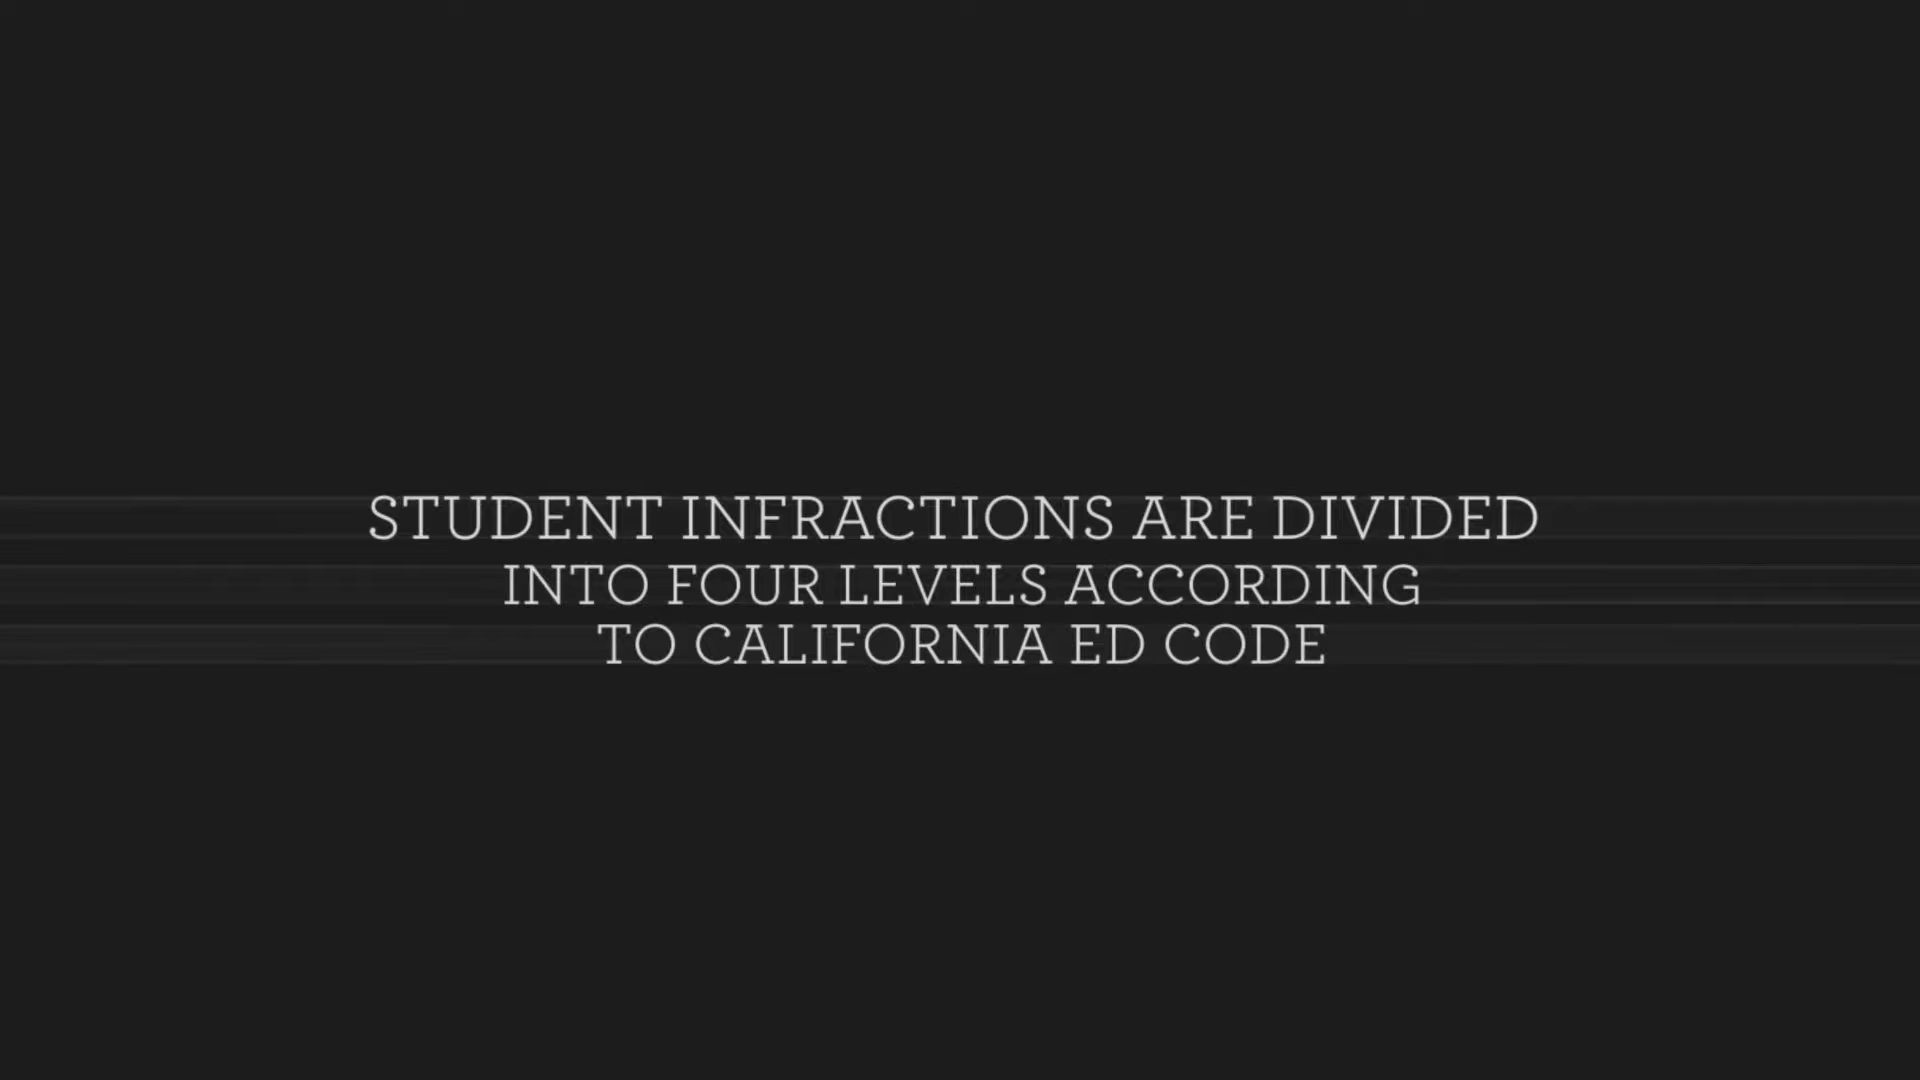 STUDENT INFRACTIONS ARE DIVIDED
INTO FOUR LEVELS ACCORDING
TO CALIFORNIA ED CODE